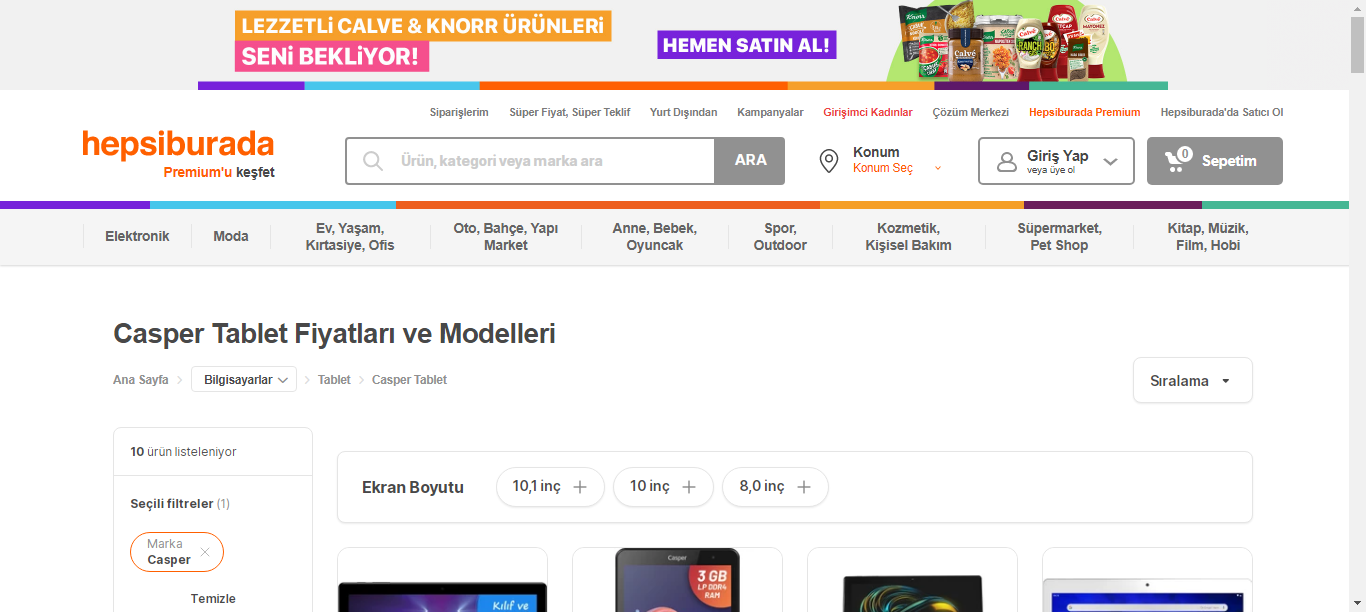 LEZZETLİ CALVE & KNORR ÜRÜNLERİ
SENİ BEKLİYOR!
HEMEN SATIN AL!
Siparişlerim
Süper Fiyat, Süper Teklif
Yurt Dışından
Kampanyalar
Girişimci Kadınlar
Çözüm Merkezi
Hepsiburada Premium
Hepsiburada'da Satıcı Ol
hepsiburada
Premium'u keşfet
Ürün, kategori veya marka ara
ARA
Konum
Konum Seç
Giriş Yap
veya üye ol
0
Sepetim
Elektronik
Moda
Ev, Yaşam,
Kırtasiye, Ofis
Oto, Bahçe, Yapı
Market
Anne, Bebek,
Oyuncak
Spor,
Outdoor
Kozmetik,
Kişisel Bakım
Süpermarket,
Pet Shop
Kitap, Müzik,
Film, Hobi
Casper Tablet Fiyatları ve Modelleri
Ana Sayfa
Bilgisayarlar
Tablet
Casper Tablet
Sıralama
10 ürün listeleniyor
Seçili filtreler (1)
Marka
Casper
Temizle
Ekran Boyutu
10,1 inç
10 inç
8,0 inç
Kılıf ve
Casper
3 GB
LP DDR4
RAM